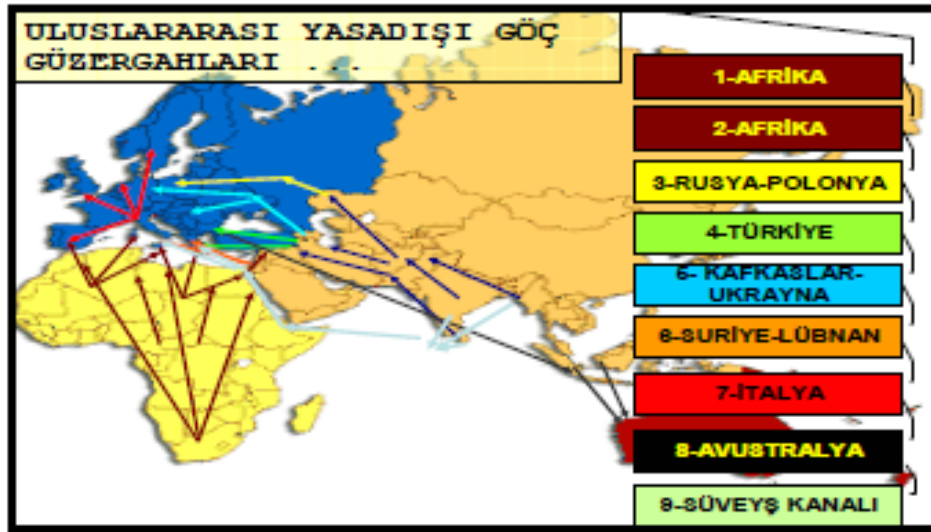 ULUSLARARASI YASADIŞI GÖÇ
GÜZERGAHLARI ...
1-AFRİKA
2-AFRİKA
3-RUSYA-POLONYA
4-TÜRKİYE
5- KAFKASLAR-
UKRAYNA
6-SURİYE-LÜBNAN
7-İTALYA
8-AVUSTRALYA
9-SÜVEYŞ KANALI